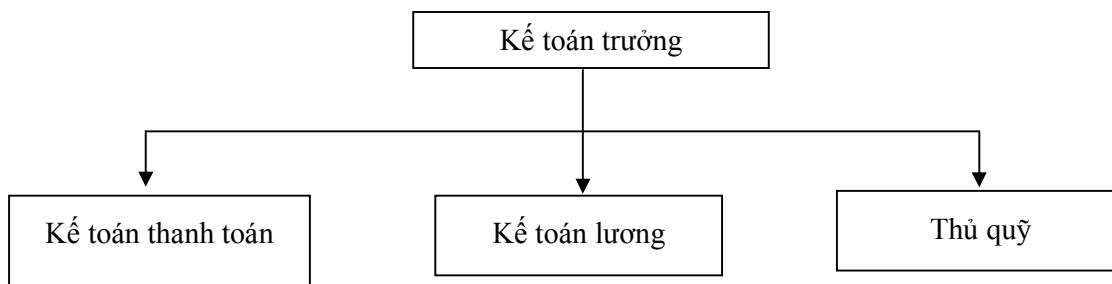 Kế toán trưởng
Kế toán thanh toán
Kế toán lương
Thủ quỹ